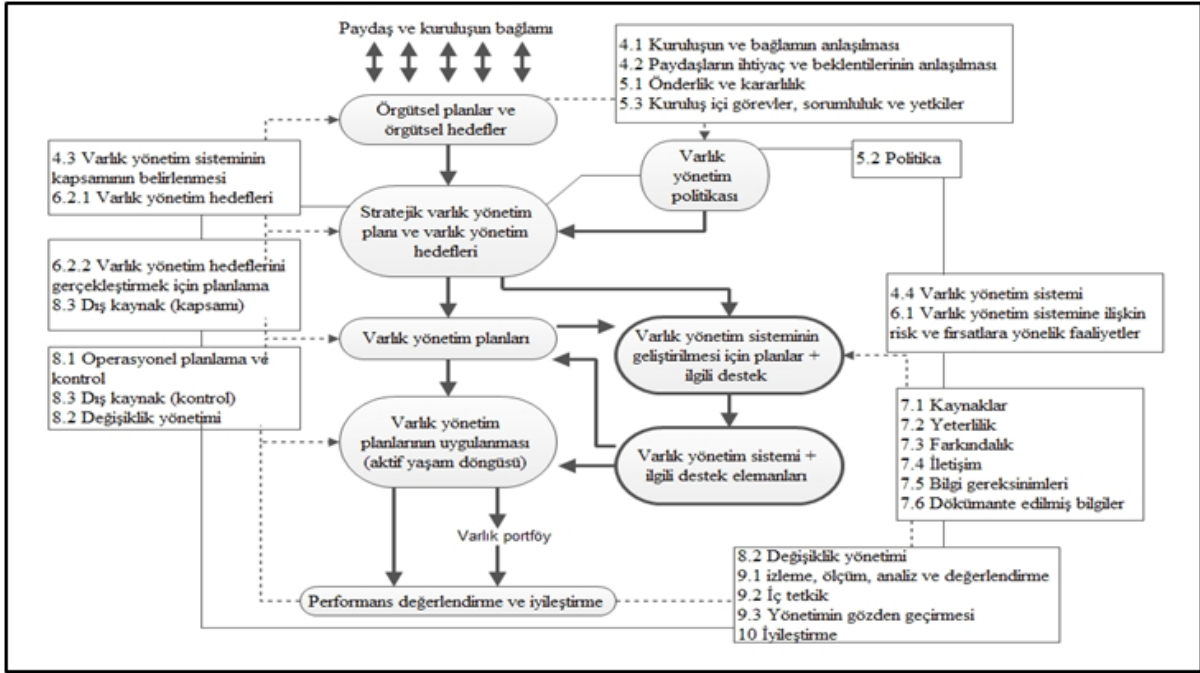 Paydaş ve kuruluşun bağlamı
4.1 Kuruluşun ve bağlamın anlaşılması
4.2 Paydaşların ihtiyaç ve beklentilerinin anlaşılması
5.1 Önderlik ve kararlılık
5.3 Kuruluş içi görevler, sorumluluk ve yetkiler
Örgütsel planlar ve
örgütsel hedefler
4.3 Varlık yönetim sisteminin
kapsamının belirlenmesi
6.2.1 Varlık yönetim hedefleri
Varlık
yönetim
politikası
5.2 Politika
Stratejik varlık yönetim
planı ve varlık yönetim
hedefleri
6.2.2 Varlık yönetim hedeflerini
gerçekleştirmek için planlama
8.3 Dış kaynak (kapsamı)
4.4 Varlık yönetim sistemi
6.1 Varlık yönetim sistemine ilişkin
risk ve fırsatlara yönelik faaliyetler
Varlık yönetim planları
Varlık yönetim sisteminin
geliştirilmesi için planlar +
ilgili destek
8.1 Operasyonel planlama ve
kontrol
8.3 Dış kaynak (kontrol)
8.2 Değişiklik yönetimi
7.1 Kaynaklar
7.2 Yeterlilik
7.3 Farkındalık
7.4 İletişim
7.5 Bilgi gereksinimleri
7.6 Dökümante edilmiş bilgiler
Varlık yönetim
planlarının uygulanması
(aktif yaşam döngüsü)
Varlık yönetim sistemi +
ilgili destek elemanları
Varlık portföy
8.2 Değişiklik yönetimi
9.1 izleme, ölçüm, analiz ve değerlendirme
9.2 İç tetkik
9.3 Yönetimin gözden geçirmesi
10 İyileştirme
Performans değerlendirme ve iyileştirme